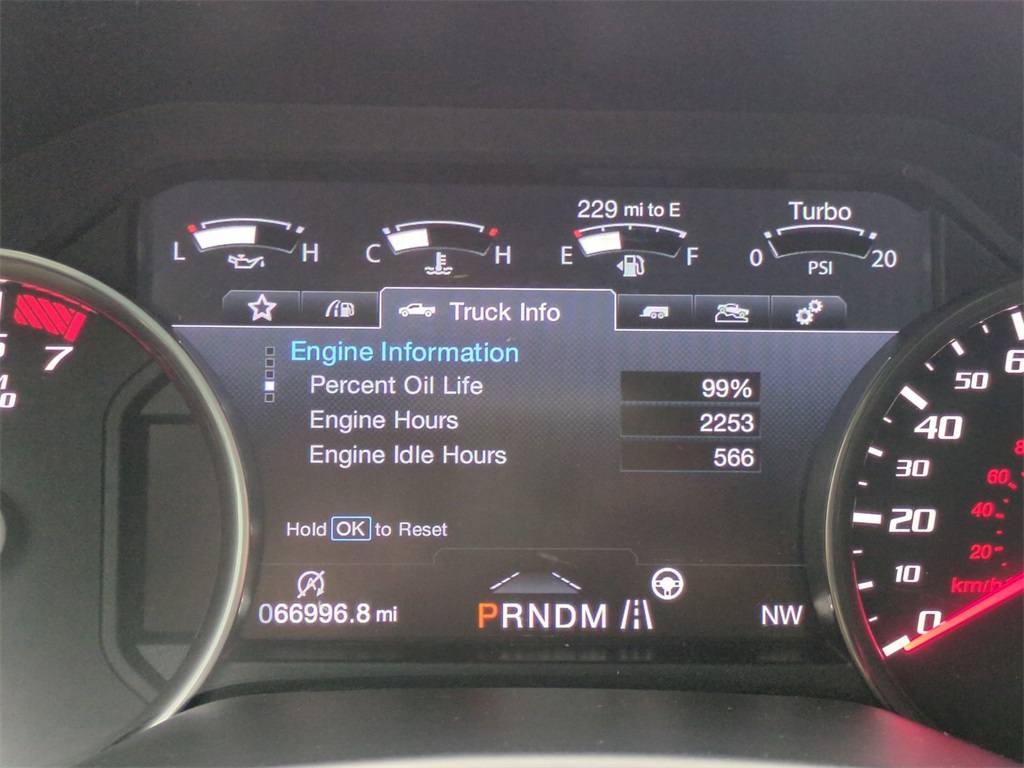 229 mi to E
Turbo
L H C H E F 0 20
PSI
Truck Info
Engine Information
Percent Oil Life 99%
Engine Hours 2253
Engine Idle Hours 566
Hold OK to Reset
066996.8 mi
PRNDM
NW
7
50
40
30
20
10
0
60
40
20
km/h